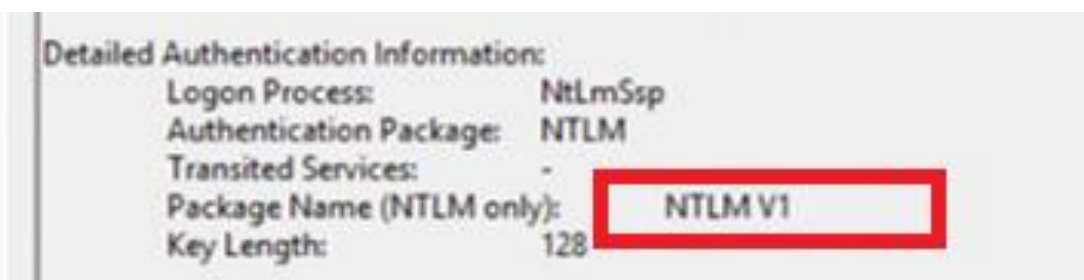 Detailed Authentication Information:
Logon Process: NtLmSsp
Authentication Package: NTLM
Transited Services: -
Package Name (NTLM only): NTLM V1
Key Length: 128